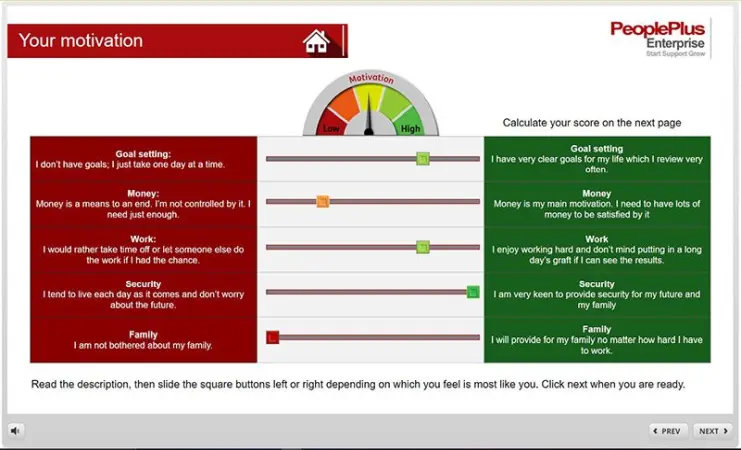 Your motivation
PeoplePlus
Enterprise
Start Support Grow
Motivation
Low
High
Calculate your score on the next page
Goal setting:
I don't have goals; I just take one day at a time.
Goal setting
I have very clear goals for my life which I review very
often.
Money:
Money is a means to an end. I'm not controlled by it. I
need just enough.
Money
Money is my main motivation. I need to have lots of
money to be satisfied by it
Work:
I would rather take time off or let someone else do
the work if I had the chance.
Work
I enjoy working hard and don't mind putting in a long
day's graft if I can see the results.
Security
I tend to live each day as it comes and don't worry
about the future.
Security
I am very keen to provide security for my future and
my family
Family
I am not bothered about my family.
Family
I will provide for my family no matter how hard I have
to work.
Read the description, then slide the square buttons left or right depending on which you feel is most like you. Click next when you are ready.
PREV
NEXT